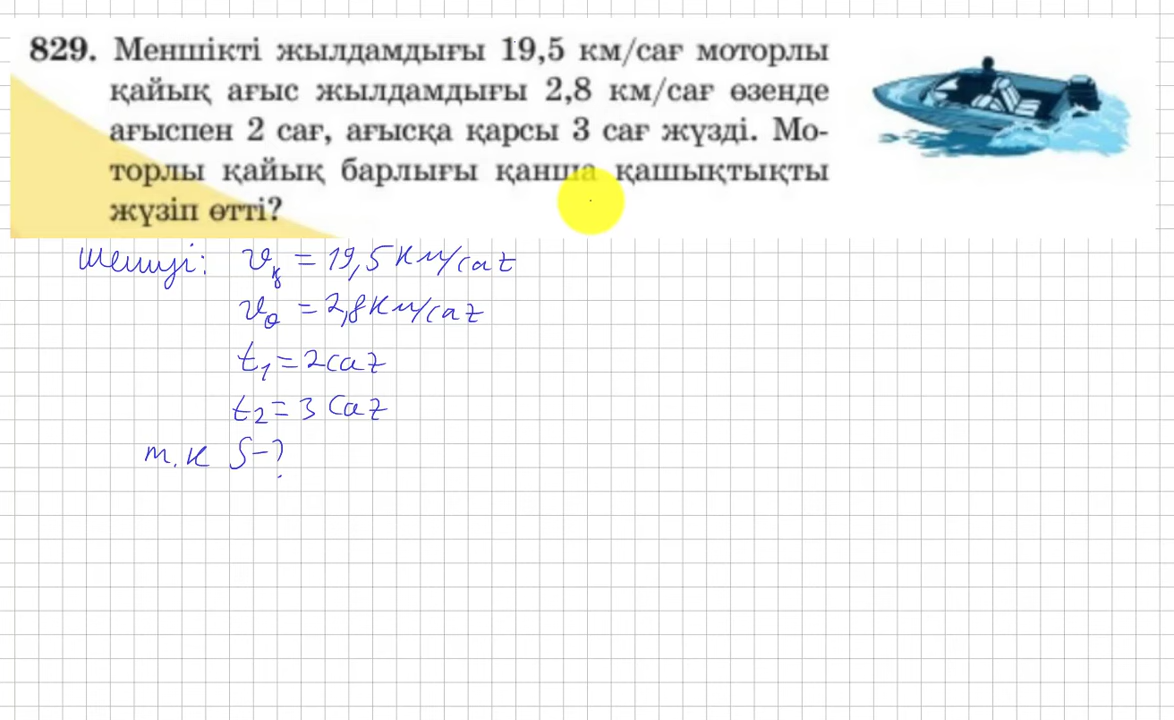 829. Меншікті жылдамдығы 19,5 км/сағ моторлы
қайық ағыс жылдамдығы 2,8 км/сағ өзенде
ағыспен 2 сағ, ағысқа қарсы 3 сағ жүзді. Мо-
торлы қайық барлығы қанша қашықтықты
жүзіп өтті?
Шешуі: υқ = 19,5 км/сағ
υө = 2,8 км/сағ
t₁ = 2 сағ
t₂ = 3 сағ
т.к S-?